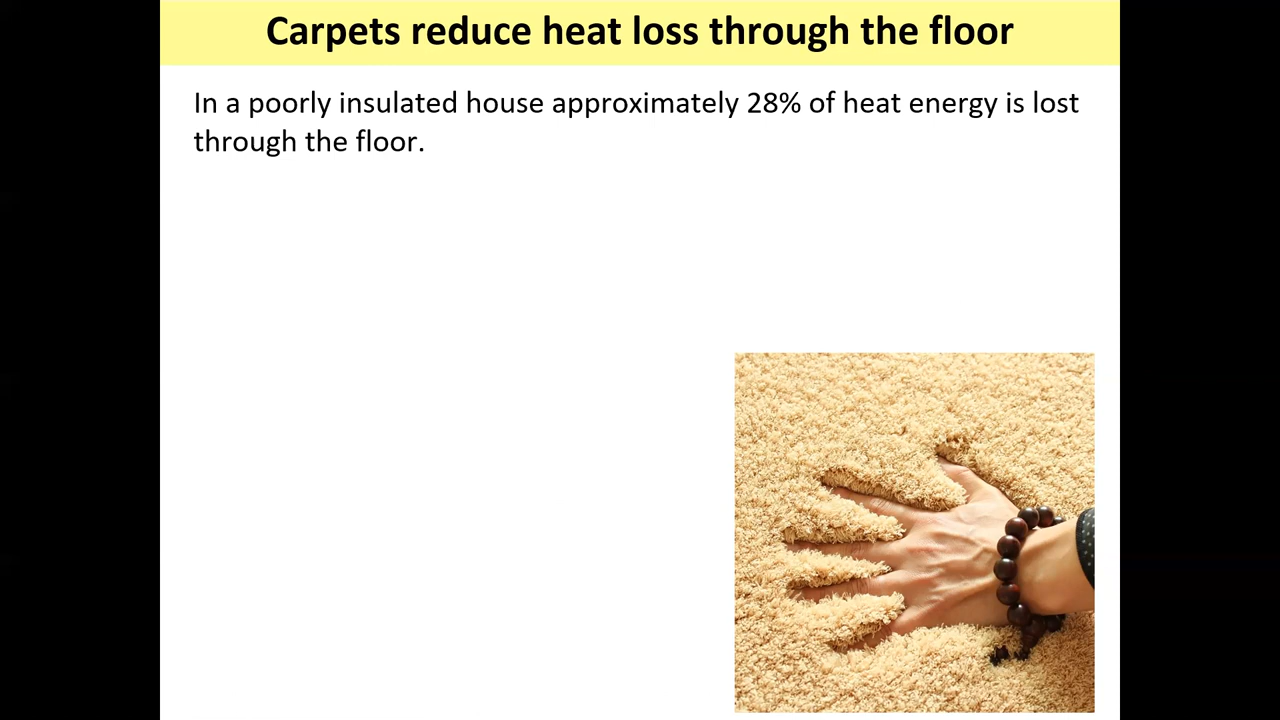 Carpets reduce heat loss through the floor
In a poorly insulated house approximately 28% of heat energy is lost
through the floor.